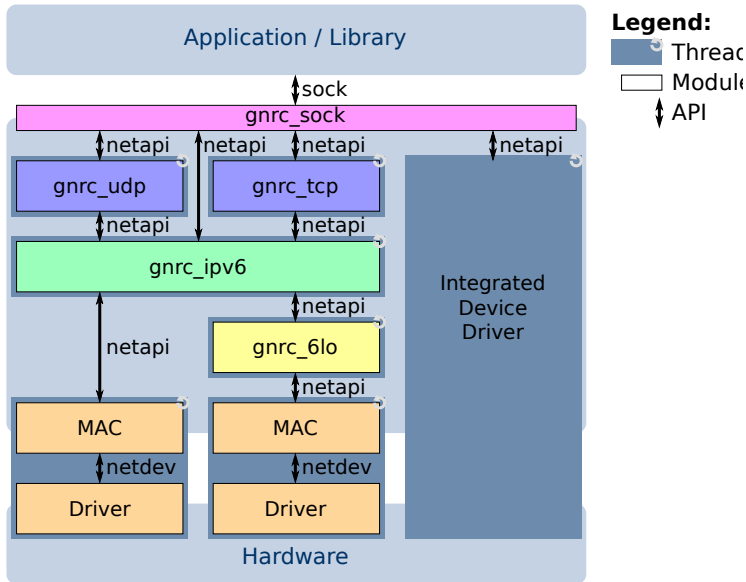 Application / Library
Legend:
Thread
Module
API
sock
gnrc_sock
netapi
netapi
netapi
netapi
gnrc_udp
gnrc_tcp
netapi
netapi
gnrc_ipv6
Integrated
Device
Driver
netapi
netapi
gnrc_6lo
netapi
MAC
MAC
netdev
netdev
Driver
Driver
Hardware